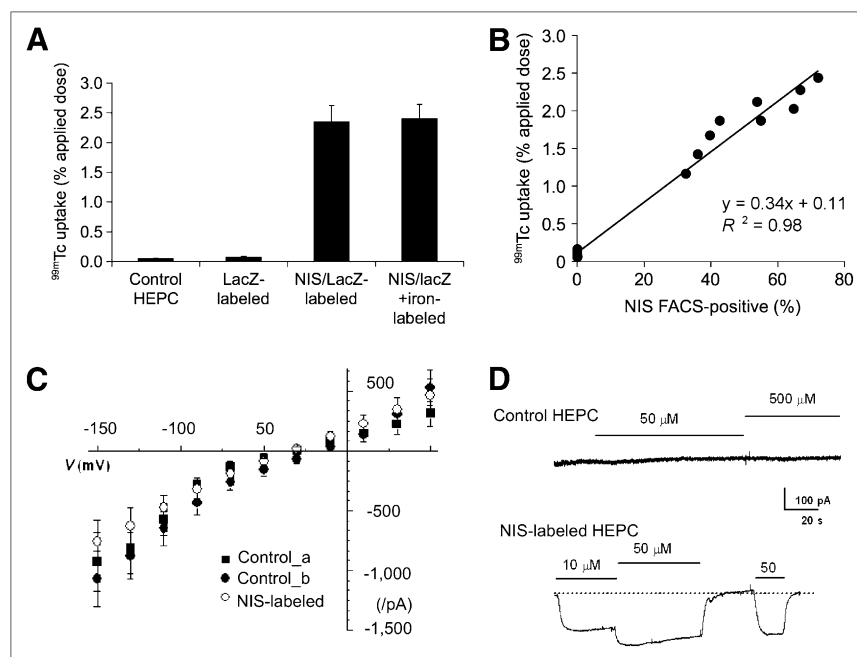 A
99mTc uptake (% applied dose)
3.0
2.5
2.0
1.5
1.0
0.5
0.0
Control
HEPC
LacZ-
labeled
NIS/LacZ-
labeled
NIS/lacZ
+iron-
labeled
B
99mTc uptake (% applied dose)
3.0
2.5
2.0
1.5
1.0
0.5
0
y = 0.34x + 0.11
R 2 = 0.98
0 20 40 60 80
NIS FACS-positive (%)
C
500
-150 -100 50
V (mV)
-500
-1,000
(/pA)
-1,500
Control_a
Control_b
NIS-labeled
D
500 µM
Control HEPC
50 µM
100 pA
20 s
NIS-labeled HEPC
10 µM
50 µM
50